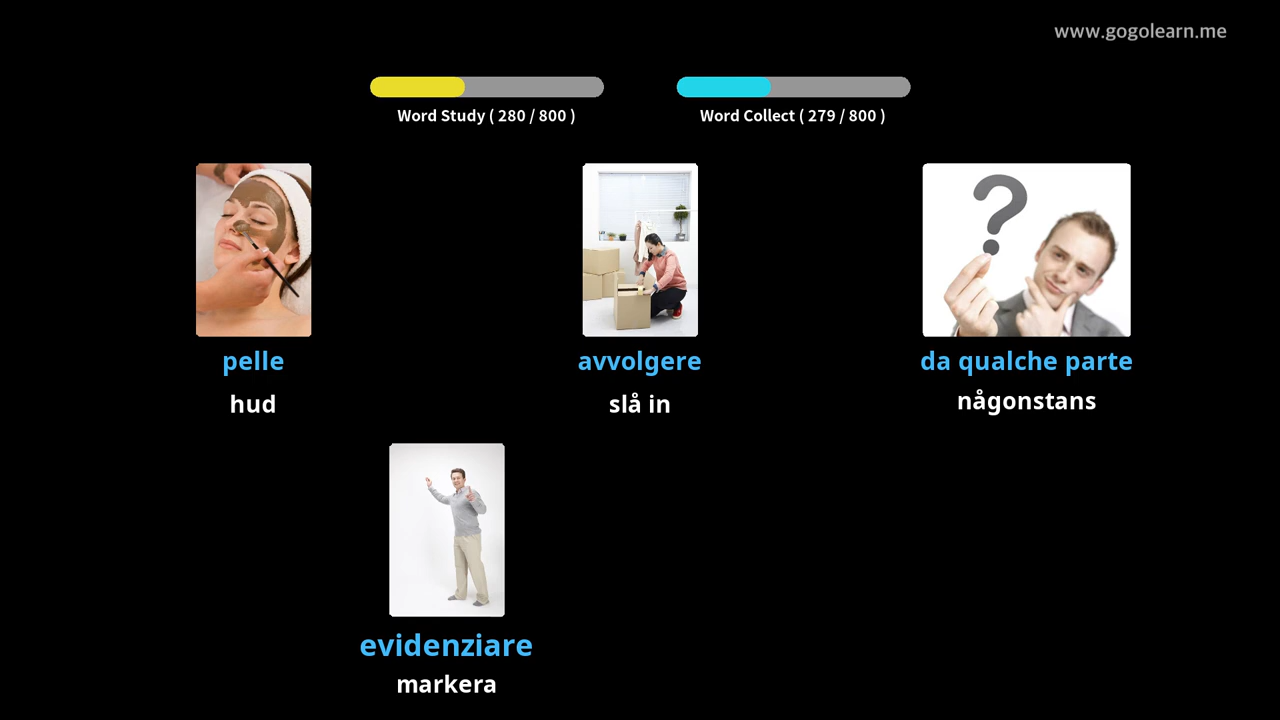 www.gogolearn.me
Word Study ( 280 / 800 )
Word Collect ( 279 / 800 )
pelle
avvolgere
da qualche parte
hud
slå in
någonstans
evidenziare
markera